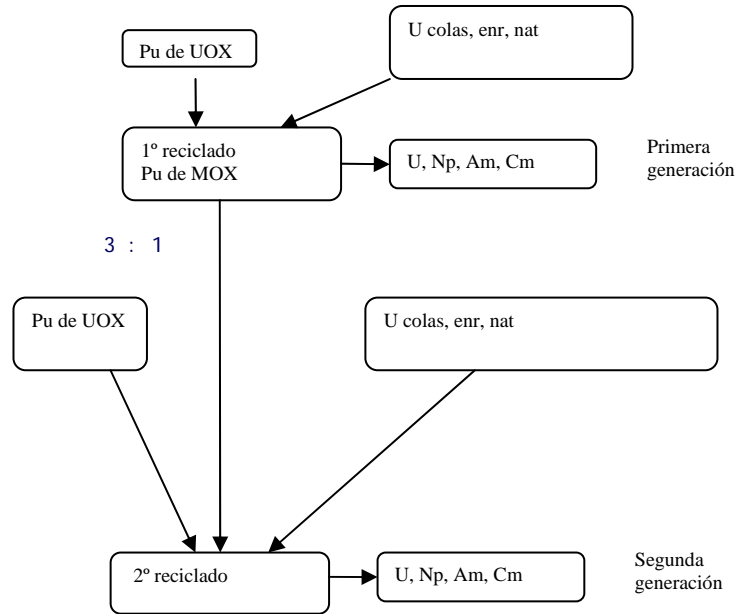 Pu de UOX
U colas, enr, nat
1º reciclado
Pu de MOX
U, Np, Am, Cm
Primera
generación
3 : 1
Pu de UOX
U colas, enr, nat
2º reciclado
U, Np, Am, Cm
Segunda
generación